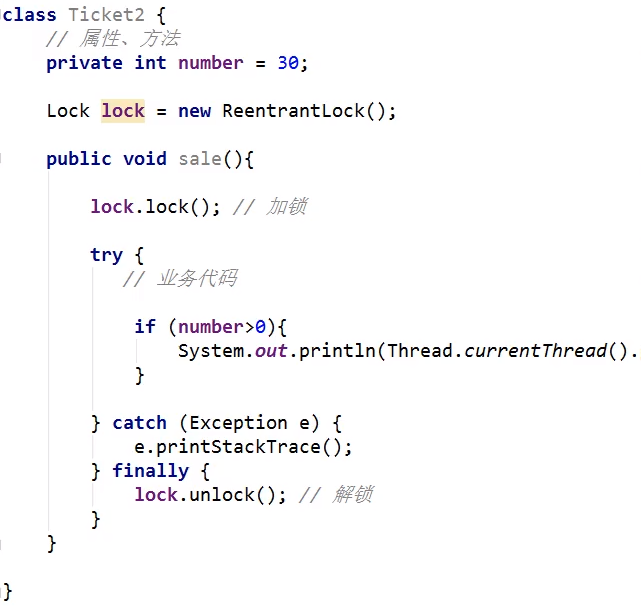 class Ticket2 {
// 属性、方法
private int number = 30;
Lock lock = new ReentrantLock();
public void sale(){
lock.lock(); // 加锁
try {
// 业务代码
if (number>0){
System.out.println(Thread.currentThread().
}
} catch (Exception e) {
e.printStackTrace();
} finally {
lock.unlock(); // 解锁
}
}
}